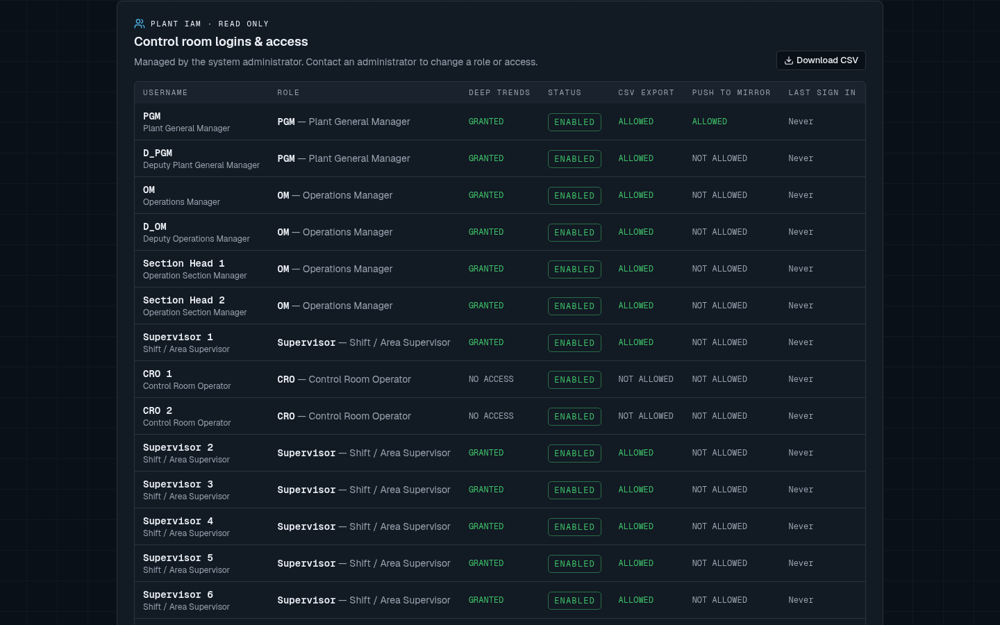 PLANT IAM · READ ONLY
Control room logins & access
Managed by the system administrator. Contact an administrator to change a role or access.
Download CSV
USERNAME ROLE DEEP TRENDS STATUS CSV EXPORT PUSH TO MIRROR LAST SIGN IN
PGM
Plant General Manager
PGM — Plant General Manager GRANTED ENABLED ALLOWED ALLOWED Never
D_PGM
Deputy Plant General Manager
PGM — Plant General Manager GRANTED ENABLED ALLOWED NOT ALLOWED Never
OM
Operations Manager
OM — Operations Manager GRANTED ENABLED ALLOWED NOT ALLOWED Never
D_OM
Deputy Operations Manager
OM — Operations Manager GRANTED ENABLED ALLOWED NOT ALLOWED Never
Section Head 1
Operation Section Manager
OM — Operations Manager GRANTED ENABLED ALLOWED NOT ALLOWED Never
Section Head 2
Operation Section Manager
OM — Operations Manager GRANTED ENABLED ALLOWED NOT ALLOWED Never
Supervisor 1
Shift / Area Supervisor
Supervisor — Shift / Area Supervisor GRANTED ENABLED ALLOWED NOT ALLOWED Never
CRO 1
Control Room Operator
CRO — Control Room Operator NO ACCESS ENABLED NOT ALLOWED NOT ALLOWED Never
CRO 2
Control Room Operator
CRO — Control Room Operator NO ACCESS ENABLED NOT ALLOWED NOT ALLOWED Never
Supervisor 2
Shift / Area Supervisor
Supervisor — Shift / Area Supervisor GRANTED ENABLED ALLOWED NOT ALLOWED Never
Supervisor 3
Shift / Area Supervisor
Supervisor — Shift / Area Supervisor GRANTED ENABLED ALLOWED NOT ALLOWED Never
Supervisor 4
Shift / Area Supervisor
Supervisor — Shift / Area Supervisor GRANTED ENABLED ALLOWED NOT ALLOWED Never
Supervisor 5
Shift / Area Supervisor
Supervisor — Shift / Area Supervisor GRANTED ENABLED ALLOWED NOT ALLOWED Never
Supervisor 6
Shift / Area Supervisor
Supervisor — Shift / Area Supervisor GRANTED ENABLED ALLOWED NOT ALLOWED Never